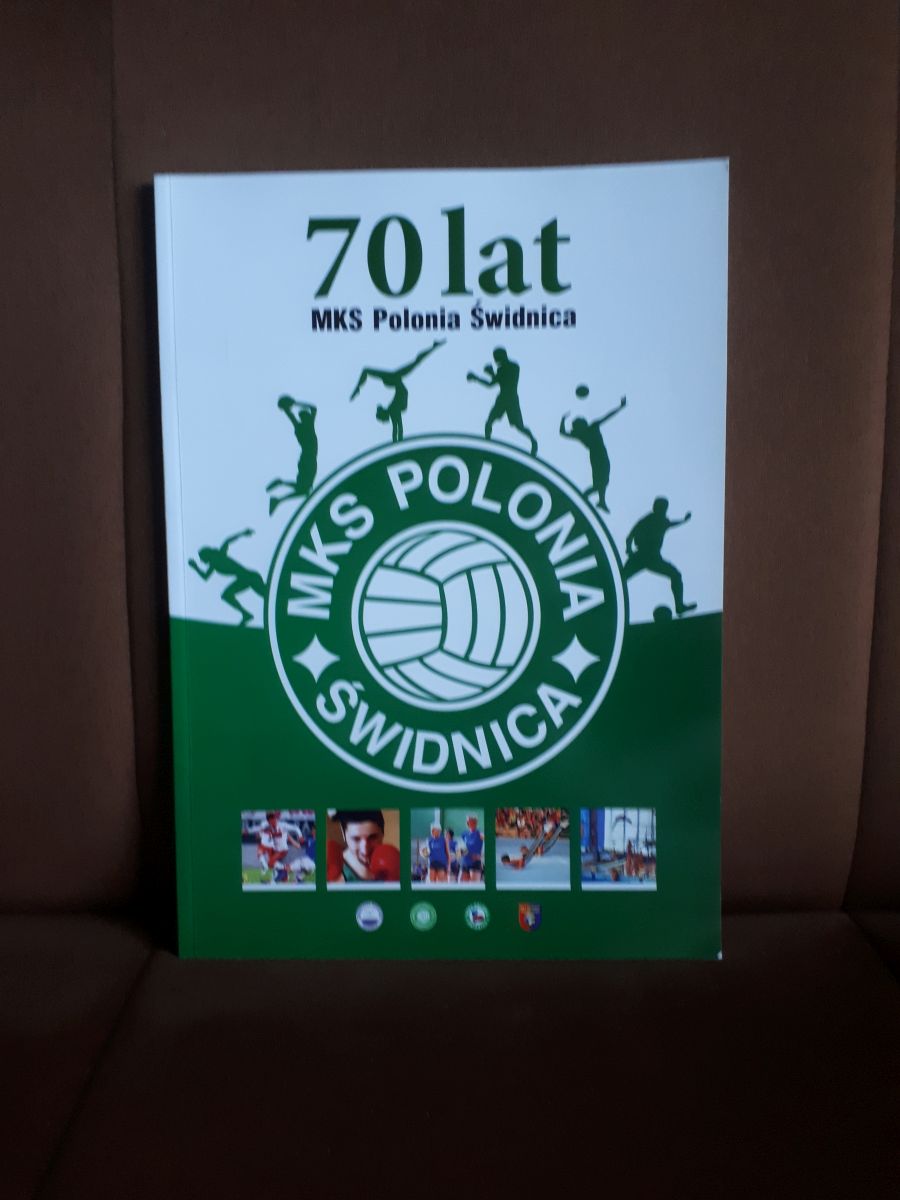 70 lat
MKS Polonia Świdnica
MKS POLONIA
ŚWIDNICA